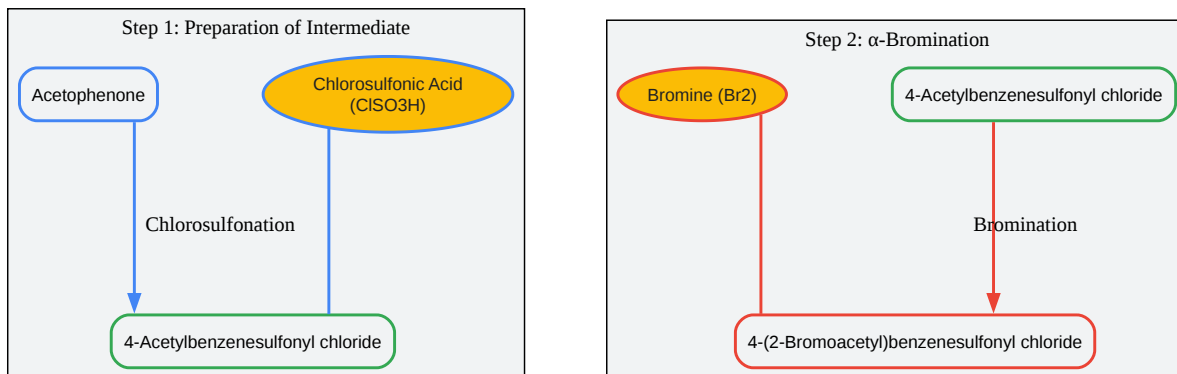 Step 1: Preparation of Intermediate
Acetophenone
Chlorosulfonic Acid
(ClSO3H)
Chlorosulfonation
4-Acetylbenzenesulfonyl chloride
Step 2: α-Bromination
Bromine (Br2)
4-Acetylbenzenesulfonyl chloride
Bromination
4-(2-Bromoacetyl)benzenesulfonyl chloride